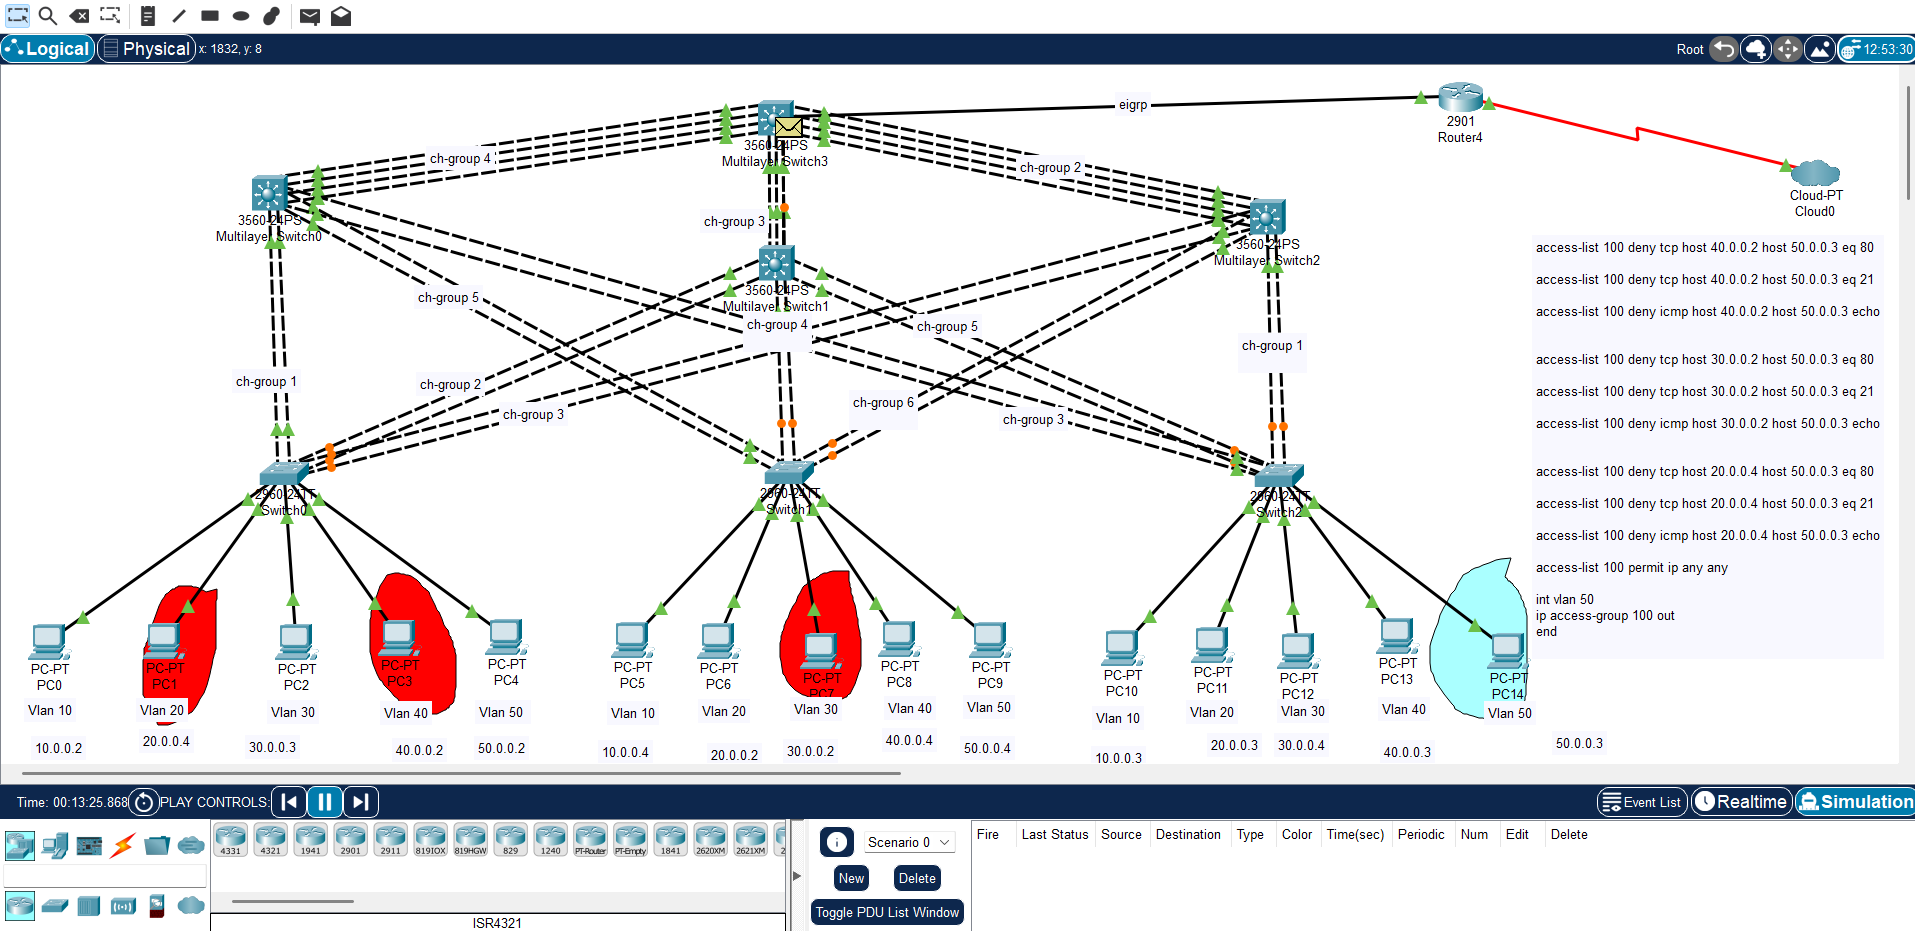 Logical
Physical
x: 1832, y: 8
Root
12:53:30
eigrp
2901
Router4
3560-24PS
Multilayer Switch3
ch-group 4
ch-group 2
Cloud-PT
Cloud0
3560-24PS
Multilayer Switch0
ch-group 3
3560-24PS
Multilayer Switch2
3560-24PS
Multilayer Switch1
ch-group 5
ch-group 4
ch-group 5
ch-group 1
ch-group 1
ch-group 2
ch-group 3
ch-group 6
ch-group 3
access-list 100 deny tcp host 40.0.0.2 host 50.0.0.3 eq 80
access-list 100 deny tcp host 40.0.0.2 host 50.0.0.3 eq 21
access-list 100 deny icmp host 40.0.0.2 host 50.0.0.3 echo
access-list 100 deny tcp host 30.0.0.2 host 50.0.0.3 eq 80
access-list 100 deny tcp host 30.0.0.2 host 50.0.0.3 eq 21
access-list 100 deny icmp host 30.0.0.2 host 50.0.0.3 echo
access-list 100 deny tcp host 20.0.0.4 host 50.0.0.3 eq 80
access-list 100 deny tcp host 20.0.0.4 host 50.0.0.3 eq 21
access-list 100 deny icmp host 20.0.0.4 host 50.0.0.3 echo
access-list 100 permit ip any any
int vlan 50
ip access-group 100 out
end
2960-24TT
Switch0
2960-24TT
Switch1
2960-24TT
Switch2
PC-PT
PC0
Vlan 10
10.0.0.2
PC-PT
PC1
Vlan 20
20.0.0.4
PC-PT
PC2
Vlan 30
30.0.0.3
PC-PT
PC3
Vlan 40
40.0.0.2
PC-PT
PC4
Vlan 50
50.0.0.2
PC-PT
PC5
Vlan 10
10.0.0.4
PC-PT
PC6
Vlan 20
20.0.0.2
PC-PT
PC7
Vlan 30
30.0.0.2
PC-PT
PC8
Vlan 40
40.0.0.4
PC-PT
PC9
Vlan 50
50.0.0.4
PC-PT
PC10
Vlan 10
10.0.0.3
PC-PT
PC11
Vlan 20
20.0.0.3
PC-PT
PC12
Vlan 30
30.0.0.4
PC-PT
PC13
Vlan 40
40.0.0.3
PC-PT
PC14
Vlan 50
50.0.0.3
Time: 00:13:25.868
PLAY CONTROLS:
Event List
Realtime
Simulation
4331
4321
1941
2901
2911
819IOX
819HGW
829
1240
PT-Router
PT-Empty
1841
2620XM
2621XM
2
ISR4321
Scenario 0
New
Delete
Toggle PDU List Window
Fire
Last Status
Source
Destination
Type
Color
Time(sec)
Periodic
Num
Edit
Delete